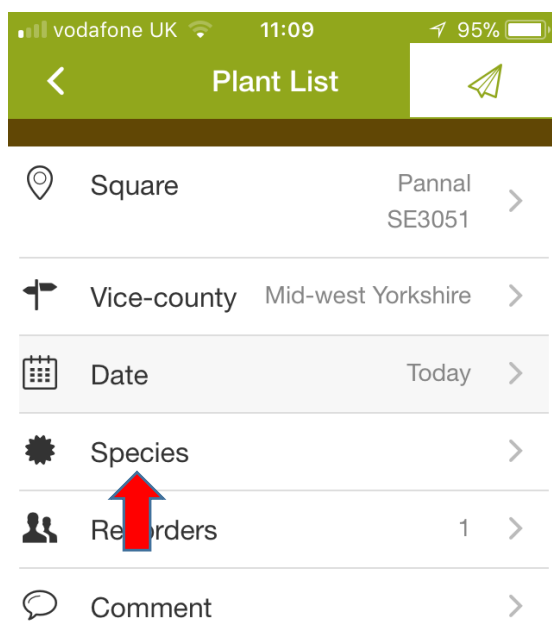 vodafone UK 11:09 95%
Plant List
Square Pannal
SE3051
Vice-county Mid-west Yorkshire
Date Today
Species
Recorders 1
Comment